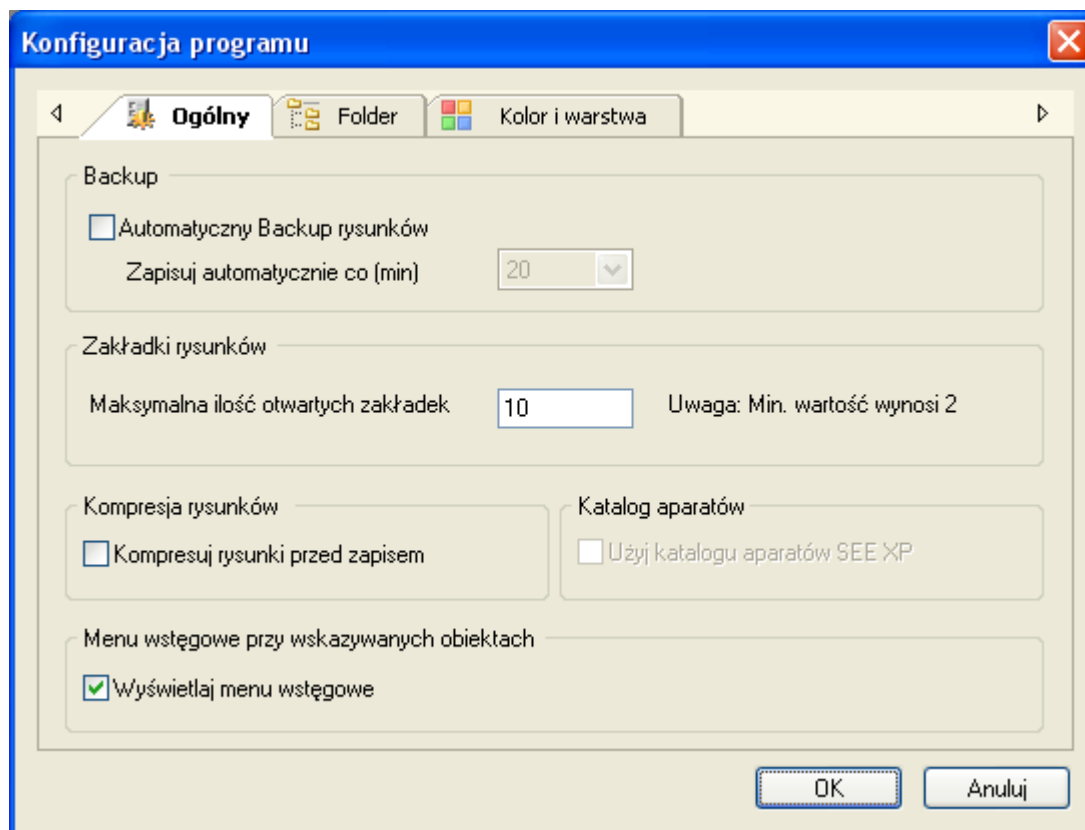 Konfiguracja programu
Ogólny Folder Kolor i warstwa
Backup
Automatyczny Backup rysunków
Zapisuj automatycznie co (min) 20
Zakładki rysunków
Maksymalna ilość otwartych zakładek 10 Uwaga: Min. wartość wynosi 2
Kompresja rysunków
Kompresuj rysunki przed zapisem
Katalog aparatów
Użyj katalogu aparatów SEE XP
Menu wstęgowe przy wskazywanych obiektach
Wyświetlaj menu wstęgowe
OK Anuluj